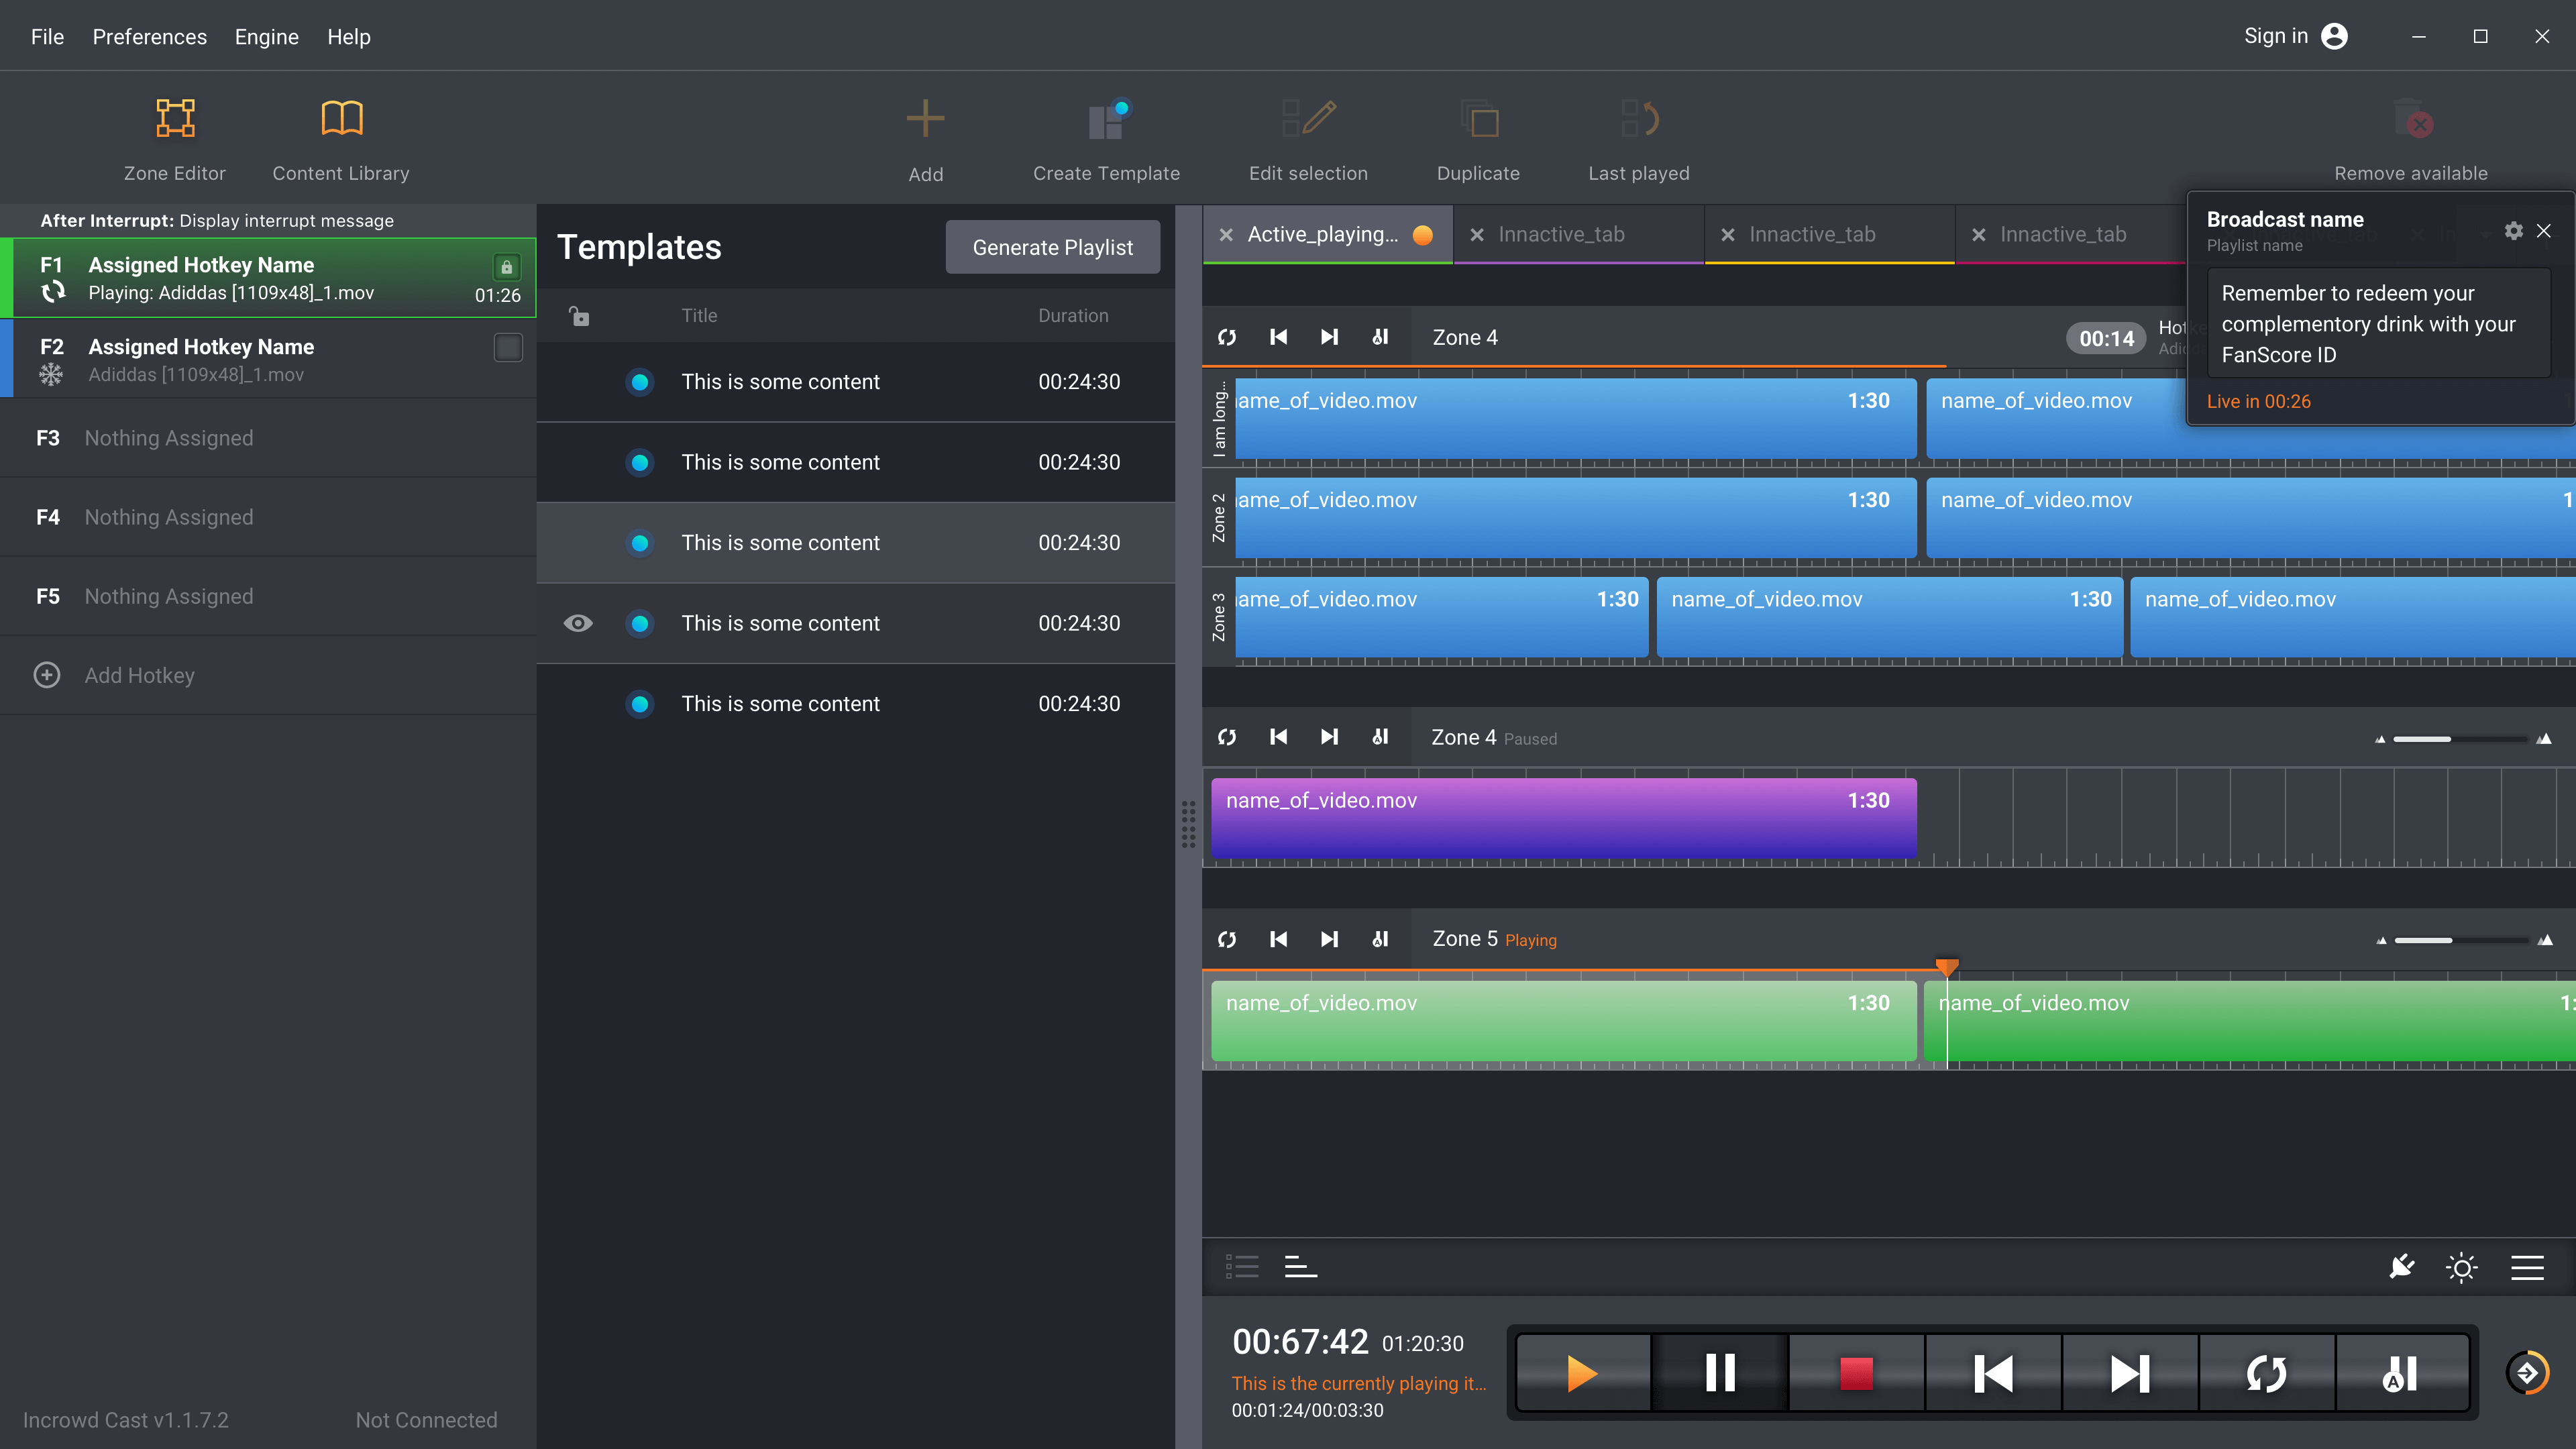 File Preferences Engine Help
Sign in
Zone Editor
Content Library
Add
Create Template
Edit selection
Duplicate
Last played
Remove available
After Interrupt: Display interrupt message
F1 Assigned Hotkey Name
Playing: Adiddas [1109x48]_1.mov 01:26
F2 Assigned Hotkey Name
Adiddas [1109x48]_1.mov
F3 Nothing Assigned
F4 Nothing Assigned
F5 Nothing Assigned
Add Hotkey
Incrowd Cast v1.1.7.2 Not Connected
Templates
Generate Playlist
Title Duration
This is some content 00:24:30
This is some content 00:24:30
This is some content 00:24:30
This is some content 00:24:30
This is some content 00:24:30
Active_playing...
Innactive_tab
Innactive_tab
Innactive_tab
Broadcast name
Playlist name
Remember to redeem your
complementory drink with your
FanScore ID
Live in 00:26
Zone 4
00:14
I am long...
name_of_video.mov 1:30
name_of_video.mov
Zone 2
name_of_video.mov 1:30
name_of_video.mov
Zone 3
name_of_video.mov 1:30
name_of_video.mov 1:30
name_of_video.mov
Zone 4 Paused
name_of_video.mov 1:30
Zone 5 Playing
name_of_video.mov 1:30
name_of_video.mov
00:67:42 01:20:30
This is the currently playing it...
00:01:24/00:03:30
A